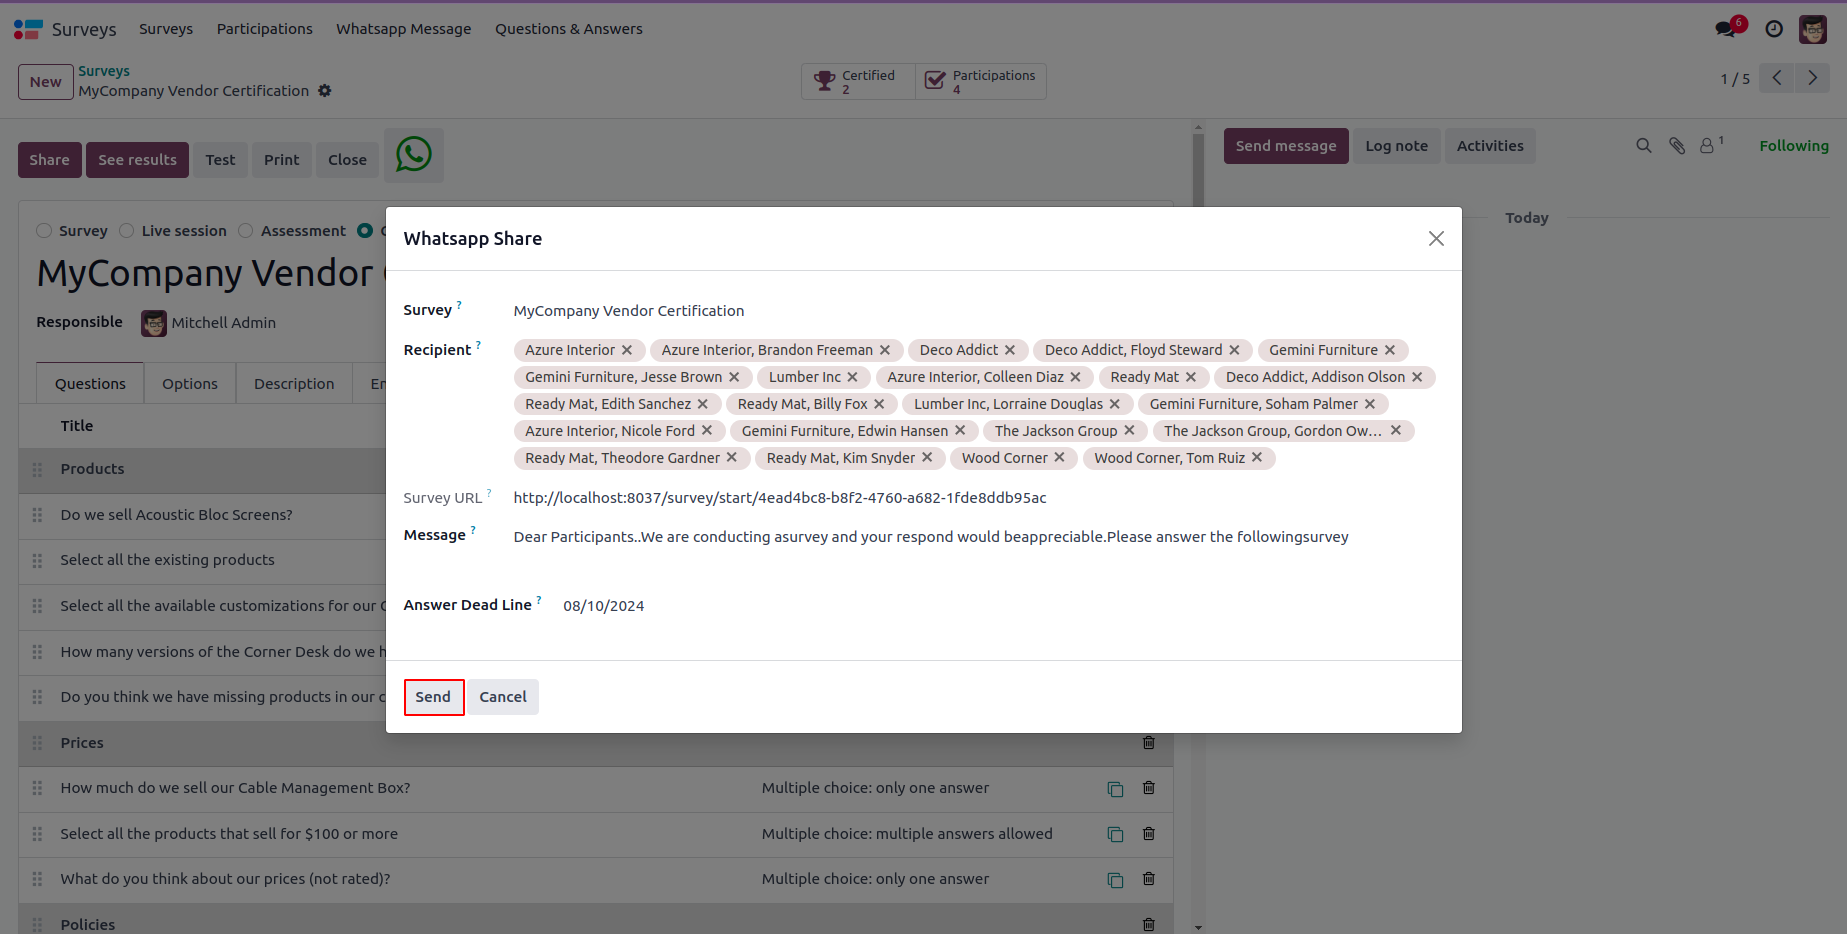 Surveys Surveys Participations Whatsapp Message Questions & Answers 6
New Surveys
MyCompany Vendor Certification
Certified 2 Participations 4
1 / 5
Share See results Test Print Close
Send message Log note Activities 1 Following
Today
Survey Live session Assessment
MyCompany Vendor
Responsible Mitchell Admin
Questions Options Description En
Title
Products
Do we sell Acoustic Bloc Screens?
Select all the existing products
Select all the available customizations for our C
How many versions of the Corner Desk do we h
Do you think we have missing products in our c
Prices
How much do we sell our Cable Management Box? Multiple choice: only one answer
Select all the products that sell for $100 or more Multiple choice: multiple answers allowed
What do you think about our prices (not rated)? Multiple choice: only one answer
Policies
Whatsapp Share
Survey ? MyCompany Vendor Certification
Recipient ? Azure Interior Azure Interior, Brandon Freeman Deco Addict Deco Addict, Floyd Steward Gemini Furniture
Gemini Furniture, Jesse Brown Lumber Inc Azure Interior, Colleen Diaz Ready Mat Deco Addict, Addison Olson
Ready Mat, Edith Sanchez Ready Mat, Billy Fox Lumber Inc, Lorraine Douglas Gemini Furniture, Soham Palmer
Azure Interior, Nicole Ford Gemini Furniture, Edwin Hansen The Jackson Group The Jackson Group, Gordon Ow...
Ready Mat, Theodore Gardner Ready Mat, Kim Snyder Wood Corner Wood Corner, Tom Ruiz
Survey URL ? http://localhost:8037/survey/start/4ead4bc8-b8f2-4760-a682-1fde8ddb95ac
Message ? Dear Participants..We are conducting asurvey and your respond would beappreciable.Please answer the followingsurvey
Answer Dead Line ? 08/10/2024
Send Cancel